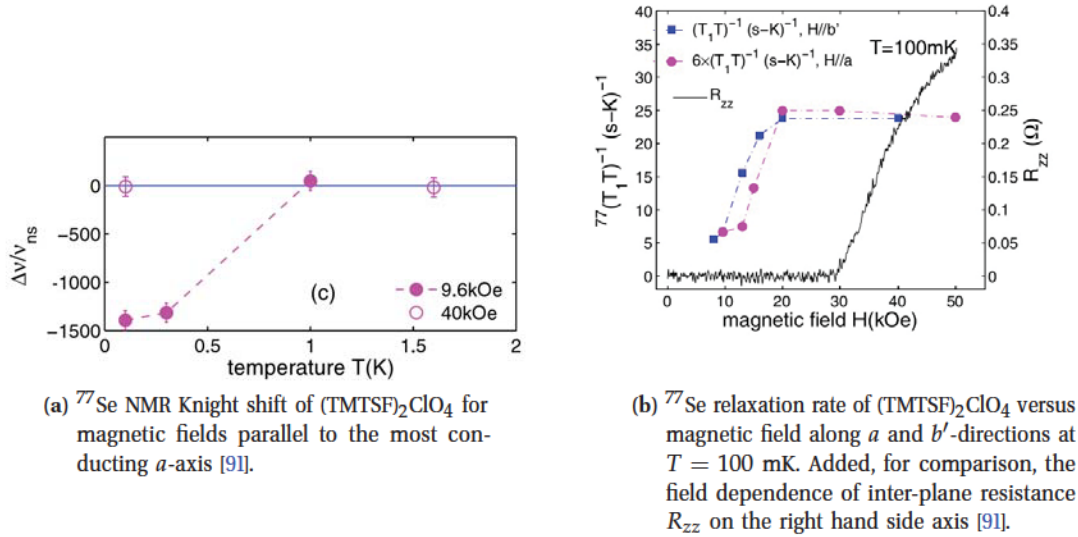 500
0
−500
−1000
−1500
Δν/ν_ns
(c)
9.6kOe
40kOe
0
0.5
1
1.5
2
temperature T(K)
(a) ⁷⁷Se NMR Knight shift of (TMTSF)₂ClO₄ for
magnetic fields parallel to the most con-
ducting a-axis [91].
40
35
30
25
20
15
10
5
0
⁷⁷(T₁T)⁻¹ (s−K)⁻¹
(T₁T)⁻¹ (s−K)⁻¹, H//b'
6×(T₁T)⁻¹ (s−K)⁻¹, H//a
R_zz
T=100mK
0.4
0.35
0.3
0.25
0.2
0.15
0.1
0.05
0
R_zz (Ω)
0
10
20
30
40
50
magnetic field H(kOe)
(b) ⁷⁷Se relaxation rate of (TMTSF)₂ClO₄ versus
magnetic field along a and b′-directions at
T = 100 mK. Added, for comparison, the
field dependence of inter-plane resistance
R_zz on the right hand side axis [91].